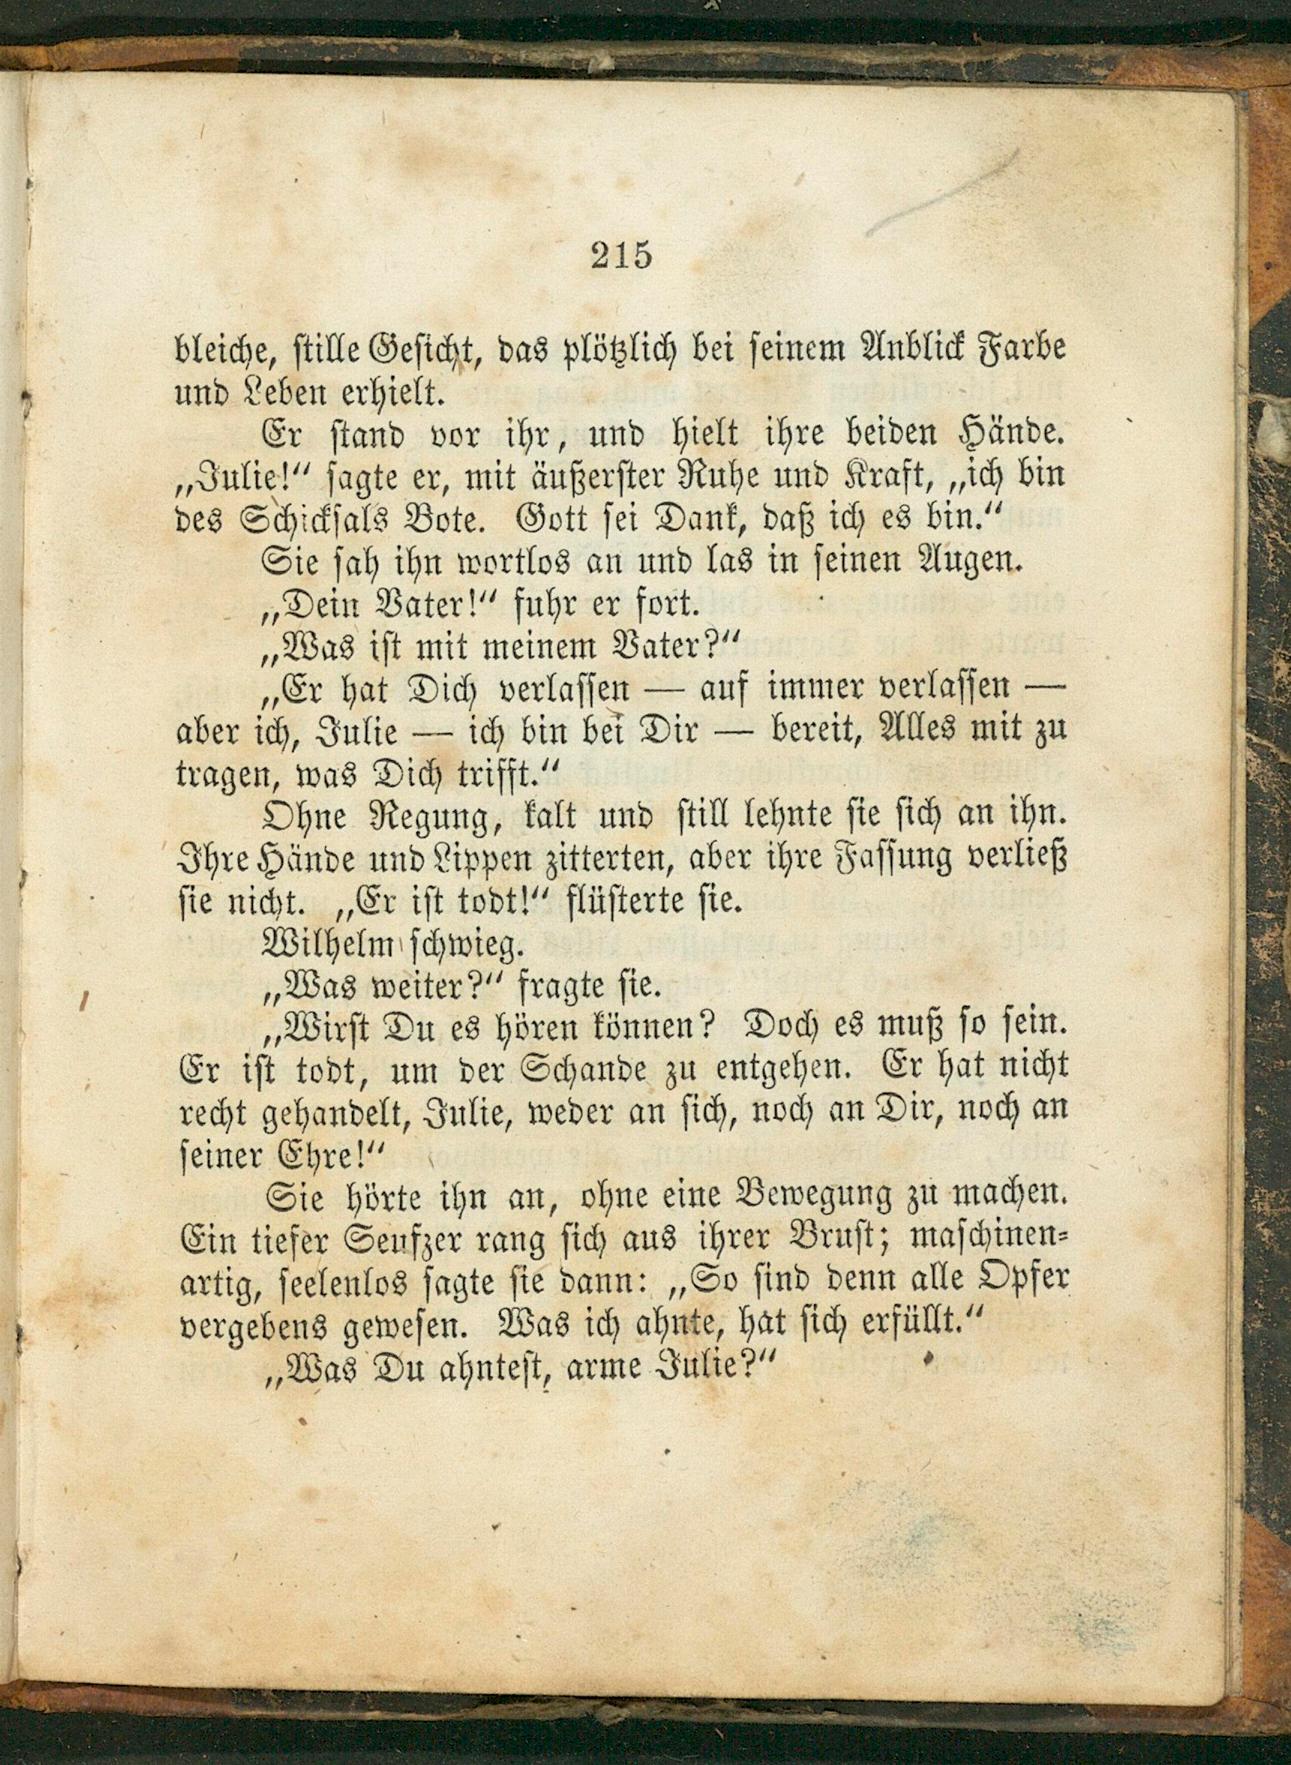 215
bleiche, stille Gesicht, das plötzlich bei seinem Anblick Farbe
und Leben erhielt.
Er stand vor ihr, und hielt ihre beiden Hände.
„Julie!“ sagte er, mit äußerster Ruhe und Kraft, „ich bin
des Schicksals Bote. Gott sei Dank, daß ich es bin.“
Sie sah ihn wortlos an und las in seinen Augen.
„Dein Vater!“ fuhr er fort.
„Was ist mit meinem Vater?“
„Er hat Dich verlassen — auf immer verlassen —
aber ich, Julie — ich bin bei Dir — bereit, Alles mit zu
tragen, was Dich trifft.“
Ohne Regung, kalt und still lehnte sie sich an ihn.
Ihre Hände und Lippen zitterten, aber ihre Fassung verließ
sie nicht. „Er ist todt!“ flüsterte sie.
Wilhelm schwieg.
„Was weiter?“ fragte sie.
„Wirst Du es hören können? Doch es muß so sein.
Er ist todt, um der Schande zu entgehen. Er hat nicht
recht gehandelt, Julie, weder an sich, noch an Dir, noch an
seiner Ehre!“
Sie hörte ihn an, ohne eine Bewegung zu machen.
Ein tiefer Seufzer rang sich aus ihrer Brust; maschinen-
artig, seelenlos sagte sie dann: „So sind denn alle Opfer
vergebens gewesen. Was ich ahnte, hat sich erfüllt.“
„Was Du ahntest, arme Julie?“